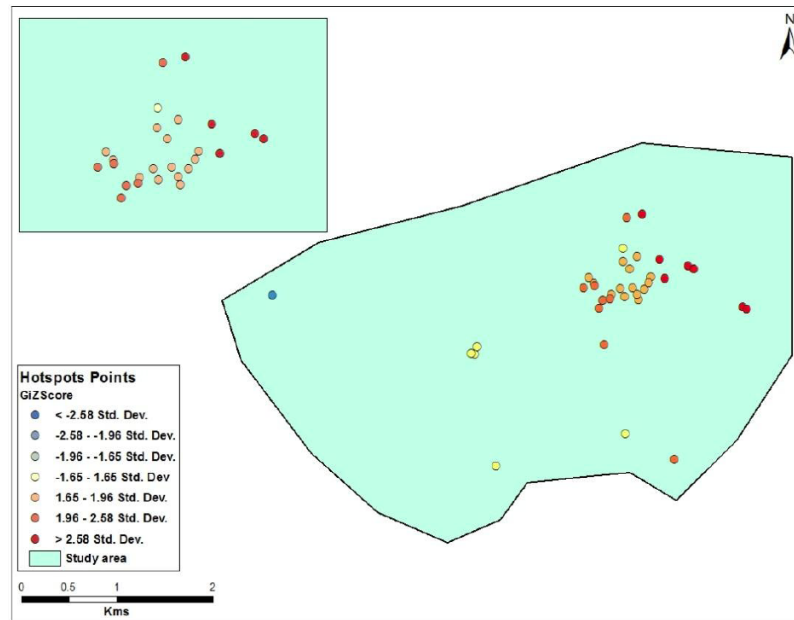 N
Hotspots Points
GiZScore
< -2.58 Std. Dev.
-2.58 - -1.96 Std. Dev.
-1.96 - -1.65 Std. Dev.
-1.65 - 1.65 Std. Dev
1.65 - 1.96 Std. Dev.
1.96 - 2.58 Std. Dev.
> 2.58 Std. Dev.
Study area
0 0.5 1 2
Kms